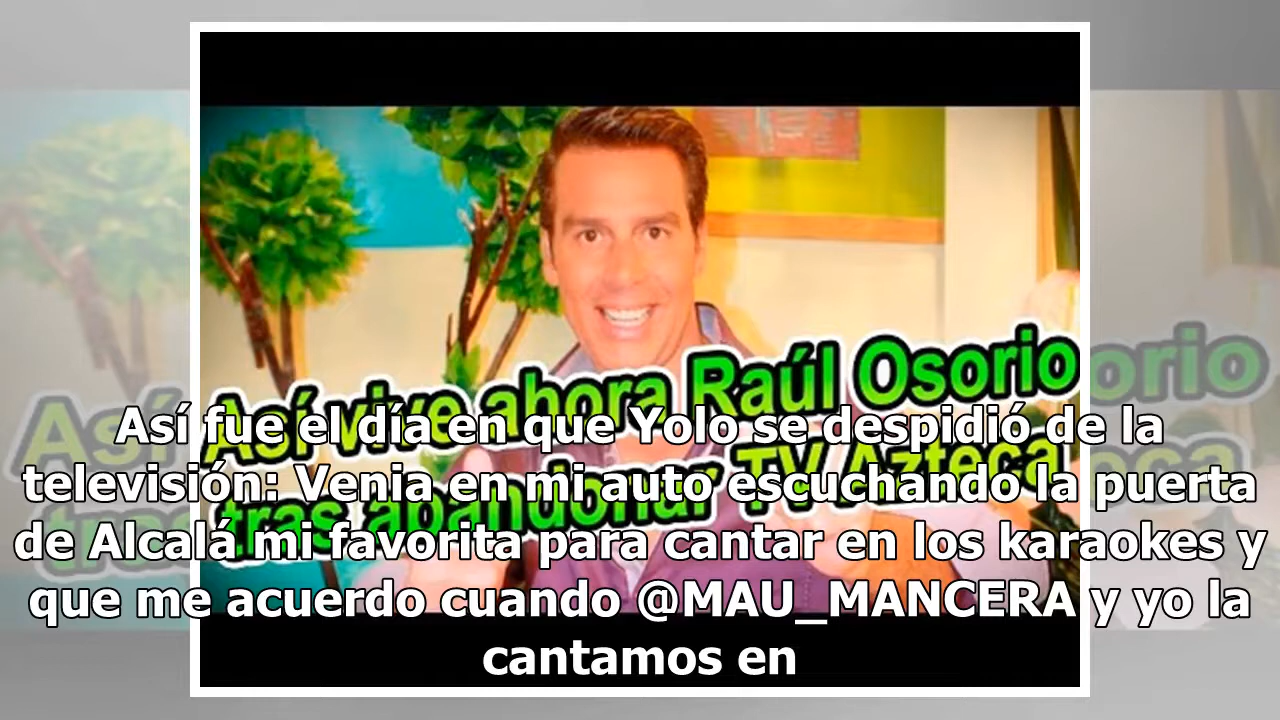 Así vive ahora Raúl Osorio
tras abandonar TV Azteca
Así fue el día en que Yolo se despidió de la
televisión: Venia en mi auto escuchando la puerta
de Alcalá mi favorita para cantar en los karaokes y
que me acuerdo cuando @MAU_MANCERA y yo la
cantamos en